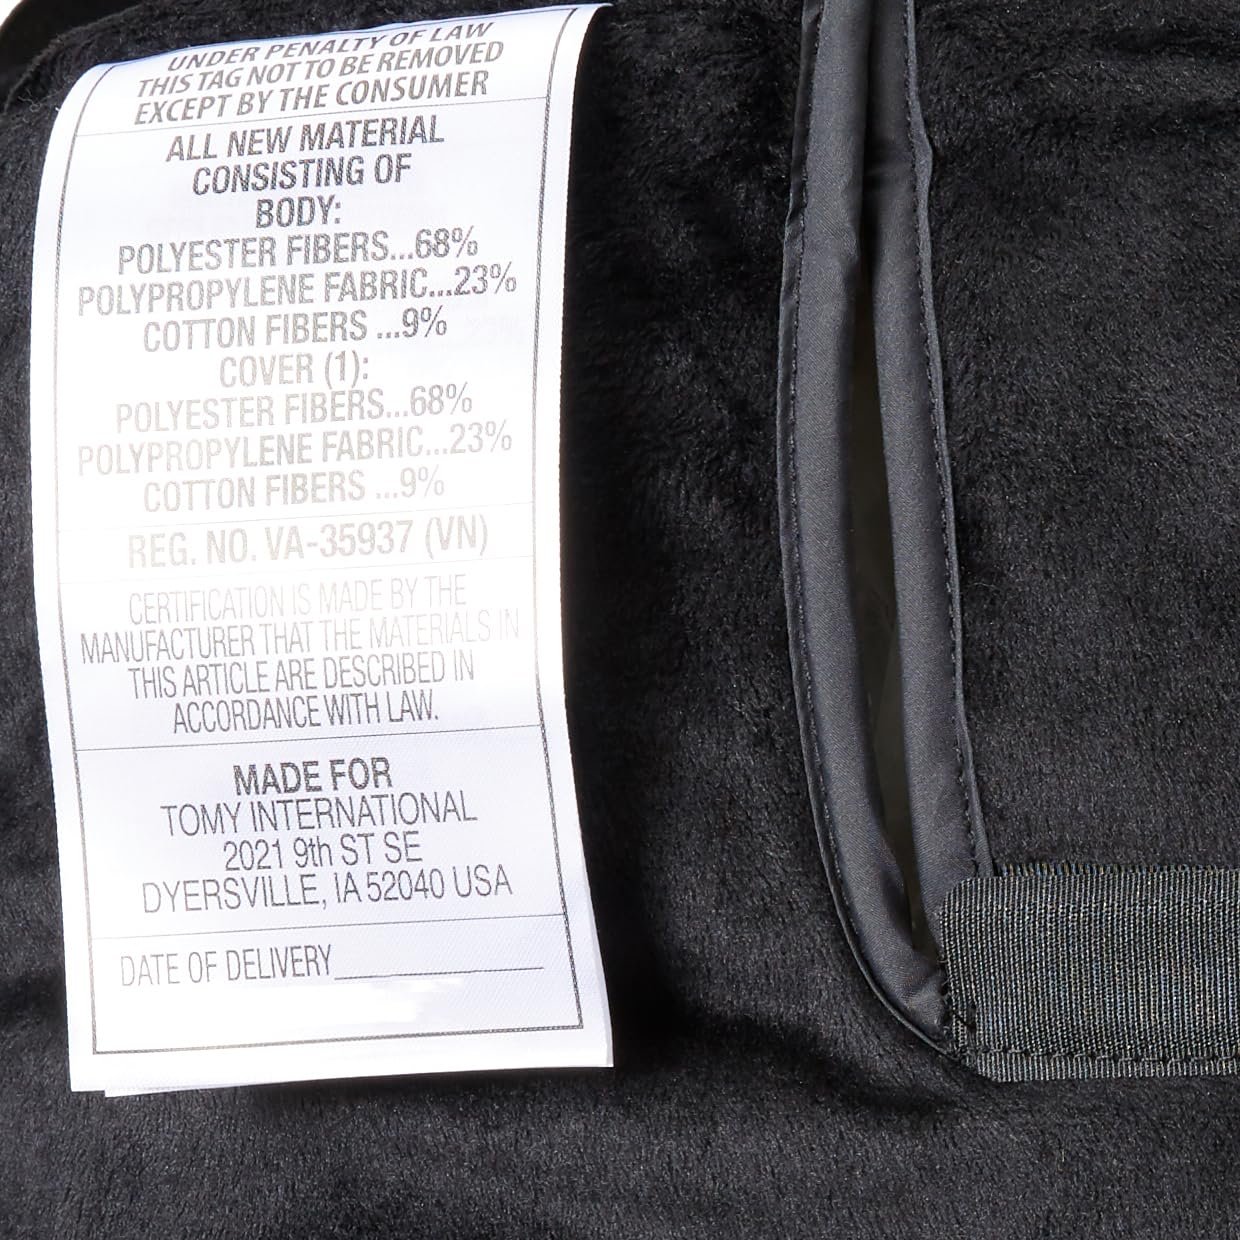 UNDER PENALTY OF LAW
THIS TAG NOT TO BE REMOVED
EXCEPT BY THE CONSUMER
ALL NEW MATERIAL
CONSISTING OF
BODY:
POLYESTER FIBERS...68%
POLYPROPYLENE FABRIC...23%
COTTON FIBERS ...9%
COVER (1):
POLYESTER FIBERS...68%
POLYPROPYLENE FABRIC...23%
COTTON FIBERS ...9%
REG. NO. VA-35937 (VN)
CERTIFICATION IS MADE BY THE
MANUFACTURER THAT THE MATERIALS IN
THIS ARTICLE ARE DESCRIBED IN
ACCORDANCE WITH LAW.
MADE FOR
TOMY INTERNATIONAL
2021 9th ST SE
DYERSVILLE, IA 52040 USA
DATE OF DELIVERY